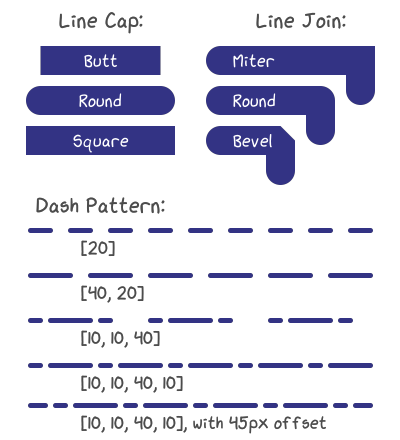 Line Cap:
Butt
Round
Square
Line Join:
Miter
Round
Bevel
Dash Pattern:
[20]
[40, 20]
[10, 10, 40]
[10, 10, 40, 10]
[10, 10, 40, 10], with 45px offset